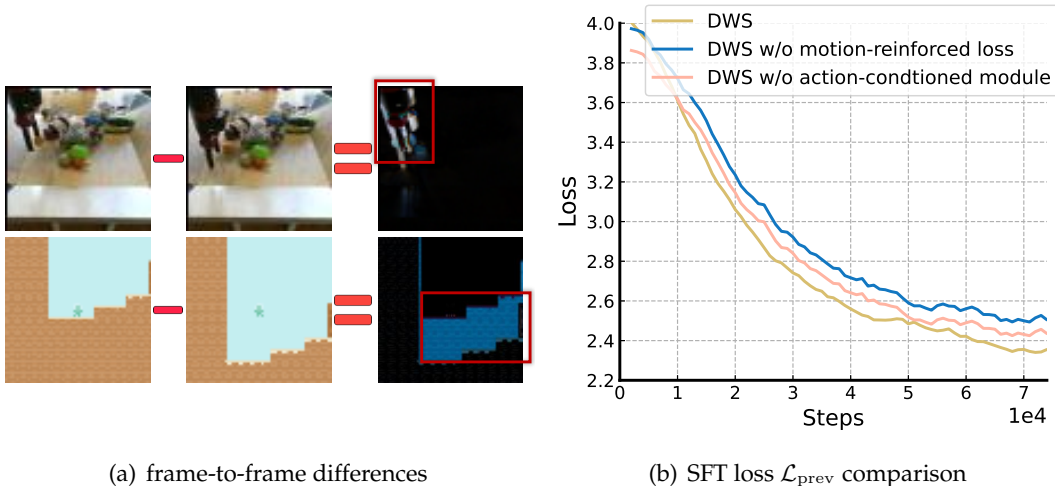 4.0
3.8
3.6
3.4
3.2
3.0
2.8
2.6
2.4
2.2
Loss
DWS
DWS w/o motion-reinforced loss
DWS w/o action-condtioned module
0 1 2 3 4 5 6 7
Steps
1e4
(a) frame-to-frame differences
(b) SFT loss ℒprev comparison